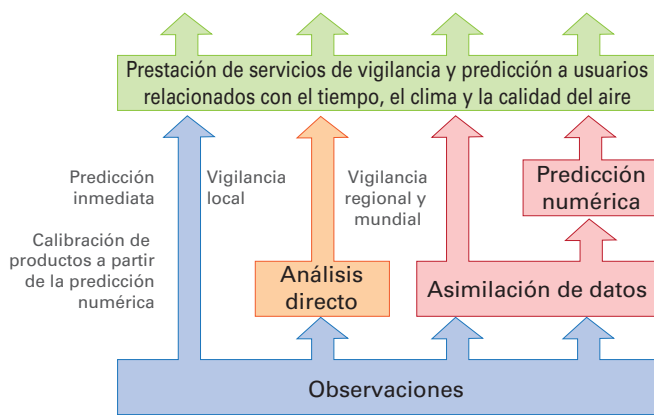 Prestación de servicios de vigilancia y predicción a usuarios
relacionados con el tiempo, el clima y la calidad del aire
Predicción
inmediata
Vigilancia
local
Vigilancia
regional y
mundial
Predicción
numérica
Calibración de
productos a partir
de la predicción
numérica
Análisis
directo
Asimilación de datos
Observaciones